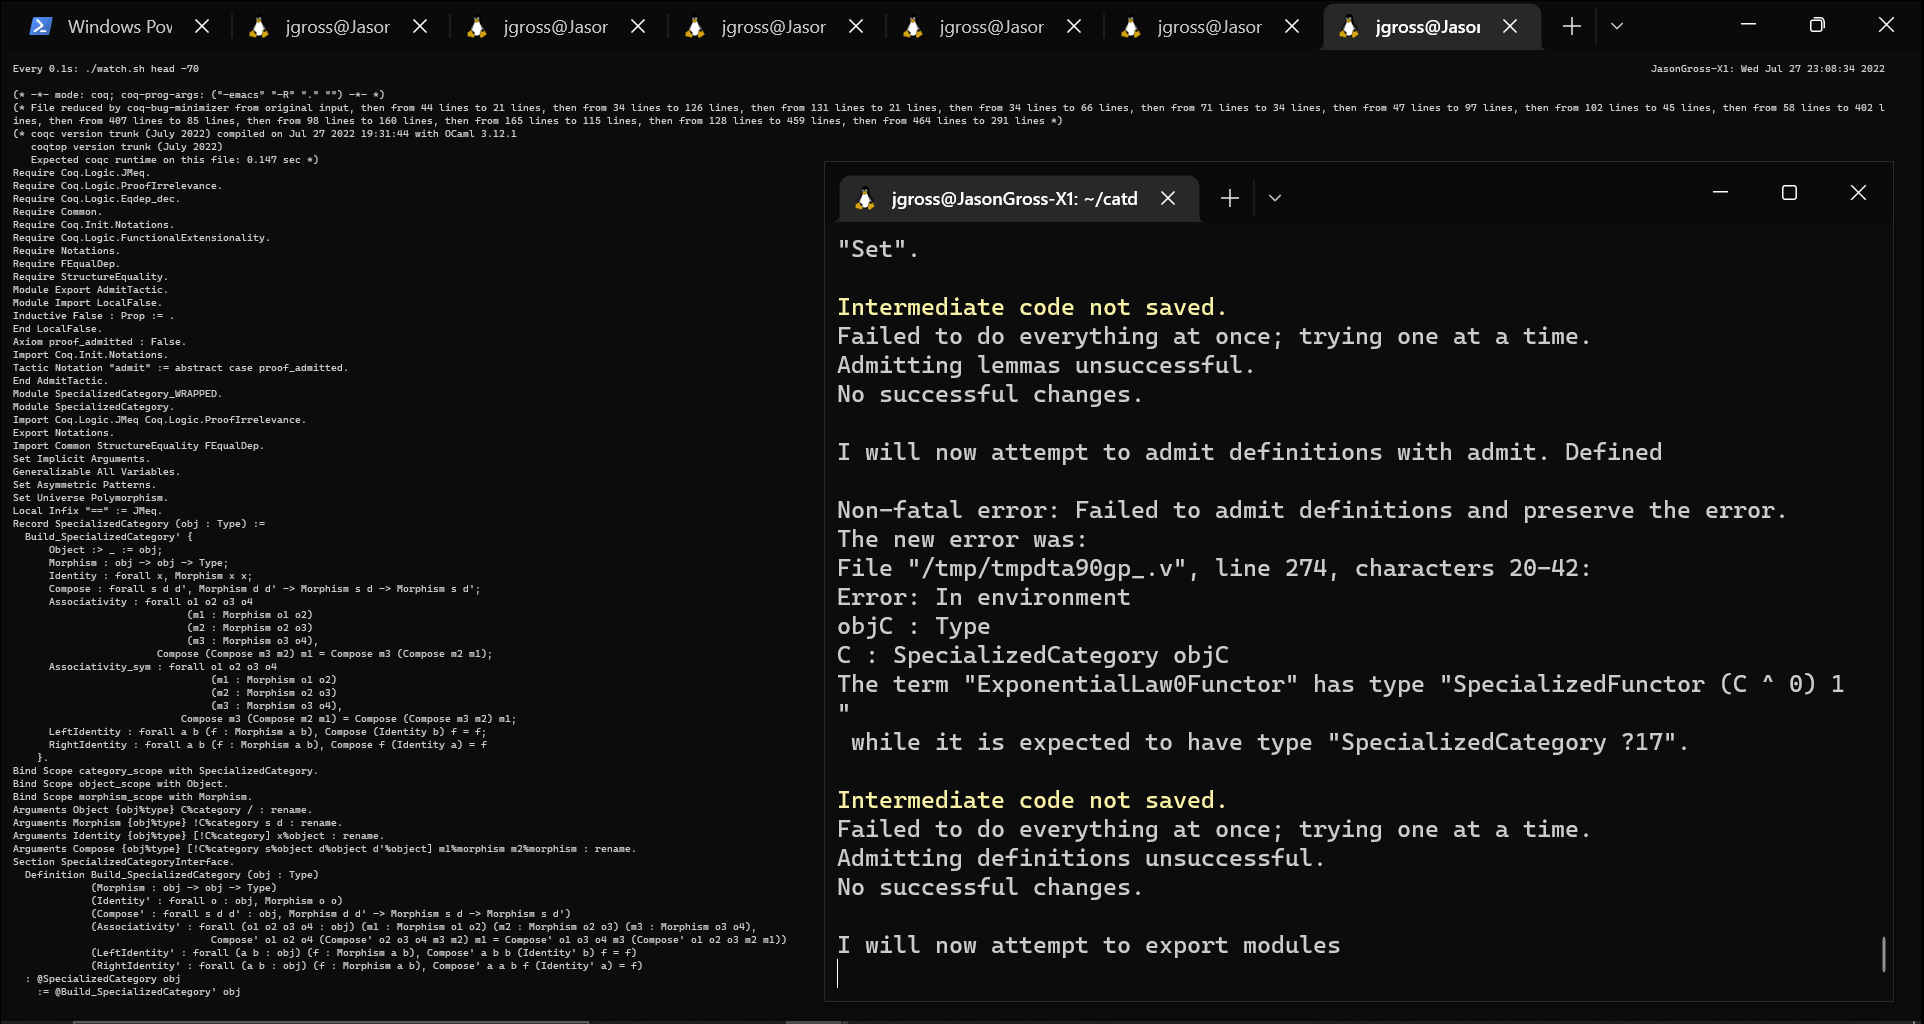 Windows Pov
jgross@Jasor
jgross@Jasor
jgross@Jasor
jgross@Jasor
jgross@Jasor
jgross@Jasor
Every 0.1s: ./watch.sh head -70
JasonGross-X1: Wed Jul 27 23:08:34 2022
(* -*- mode: coq; coq-prog-args: ("-emacs" "-R" "." "") -*- *)
(* File reduced by coq-bug-minimizer from original input, then from 44 lines to 21 lines, then from 34 lines to 126 lines, then from 131 lines to 21 lines, then from 34 lines to 66 lines, then from 71 lines to 34 lines, then from 47 lines to 97 lines, then from 102 lines to 45 lines, then from 58 lines to 402 l
ines, then from 407 lines to 85 lines, then from 98 lines to 160 lines, then from 165 lines to 115 lines, then from 128 lines to 459 lines, then from 464 lines to 291 lines *)
(* coqc version trunk (July 2022) compiled on Jul 27 2022 19:31:44 with OCaml 3.12.1
   coqtop version trunk (July 2022)
   Expected coqc runtime on this file: 0.147 sec *)
Require Coq.Logic.JMeq.
Require Coq.Logic.ProofIrrelevance.
Require Coq.Logic.Eqdep_dec.
Require Common.
Require Coq.Init.Notations.
Require Coq.Logic.FunctionalExtensionality.
Require Notations.
Require FEqualDep.
Require StructureEquality.
Module Export AdmitTactic.
Module Import LocalFalse.
Inductive False : Prop := .
End LocalFalse.
Axiom proof_admitted : False.
Import Coq.Init.Notations.
Tactic Notation "admit" := abstract case proof_admitted.
End AdmitTactic.
Module SpecializedCategory_WRAPPED.
Module SpecializedCategory.
Import Coq.Logic.JMeq Coq.Logic.ProofIrrelevance.
Export Notations.
Import Common StructureEquality FEqualDep.
Set Implicit Arguments.
Generalizable All Variables.
Set Asymmetric Patterns.
Set Universe Polymorphism.
Local Infix "==" := JMeq.
Record SpecializedCategory (obj : Type) :=
  Build_SpecializedCategory' {
      Object :> _ := obj;
      Morphism : obj -> obj -> Type;
      Identity : forall x, Morphism x x;
      Compose : forall s d d', Morphism d d' -> Morphism s d -> Morphism s d';
      Associativity : forall o1 o2 o3 o4
                             (m1 : Morphism o1 o2)
                             (m2 : Morphism o2 o3)
                             (m3 : Morphism o3 o4),
                        Compose (Compose m3 m2) m1 = Compose m3 (Compose m2 m1);
      Associativity_sym : forall o1 o2 o3 o4
                                 (m1 : Morphism o1 o2)
                                 (m2 : Morphism o2 o3)
                                 (m3 : Morphism o3 o4),
                            Compose m3 (Compose m2 m1) = Compose (Compose m3 m2) m1;
      LeftIdentity : forall a b (f : Morphism a b), Compose (Identity b) f = f;
      RightIdentity : forall a b (f : Morphism a b), Compose f (Identity a) = f
    }.
Bind Scope category_scope with SpecializedCategory.
Bind Scope object_scope with Object.
Bind Scope morphism_scope with Morphism.
Arguments Object {obj%type} C%category / : rename.
Arguments Morphism {obj%type} !C%category s d : rename.
Arguments Identity {obj%type} [!C%category] x%object : rename.
Arguments Compose {obj%type} [!C%category s%object d%object d'%object] m1%morphism m2%morphism : rename.
Section SpecializedCategoryInterface.
  Definition Build_SpecializedCategory (obj : Type)
             (Morphism : obj -> obj -> Type)
             (Identity' : forall o : obj, Morphism o o)
             (Compose' : forall s d d' : obj, Morphism d d' -> Morphism s d -> Morphism s d')
             (Associativity' : forall (o1 o2 o3 o4 : obj) (m1 : Morphism o1 o2) (m2 : Morphism o2 o3) (m3 : Morphism o3 o4),
                                 Compose' o1 o2 o4 (Compose' o2 o3 o4 m3 m2) m1 = Compose' o1 o3 o4 m3 (Compose' o1 o2 o3 m2 m1))
             (LeftIdentity' : forall (a b : obj) (f : Morphism a b), Compose' a b b (Identity' b) f = f)
             (RightIdentity' : forall (a b : obj) (f : Morphism a b), Compose' a a b f (Identity' a) = f)
  : @SpecializedCategory obj
    := @Build_SpecializedCategory' obj
jgross@JasonGross-X1: ~/catd
"Set".
Intermediate code not saved.
Failed to do everything at once; trying one at a time.
Admitting lemmas unsuccessful.
No successful changes.
I will now attempt to admit definitions with admit. Defined
Non-fatal error: Failed to admit definitions and preserve the error.
The new error was:
File "/tmp/tmpdta90gp_.v", line 274, characters 20-42:
Error: In environment
objC : Type
C : SpecializedCategory objC
The term "ExponentialLaw0Functor" has type "SpecializedFunctor (C ^ 0) 1
"
 while it is expected to have type "SpecializedCategory ?17".
Intermediate code not saved.
Failed to do everything at once; trying one at a time.
Admitting definitions unsuccessful.
No successful changes.
I will now attempt to export modules